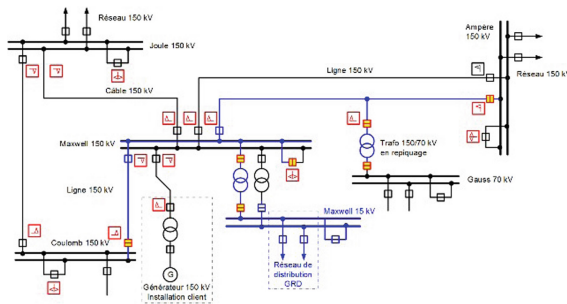 Réseau 150 kV
Joule 150 kV
Câble 150 kV
Ligne 150 kV
Ampère
150 kV
Réseau 150 kV
Maxwell 150 kV
Trafo 150/70 kV
en repiquage
Gauss 70 kV
Ligne 150 kV
Maxwell 15 kV
Coulomb 150 kV
G
Générateur 150 kV
Installation client
Réseau de
distribution
GRD